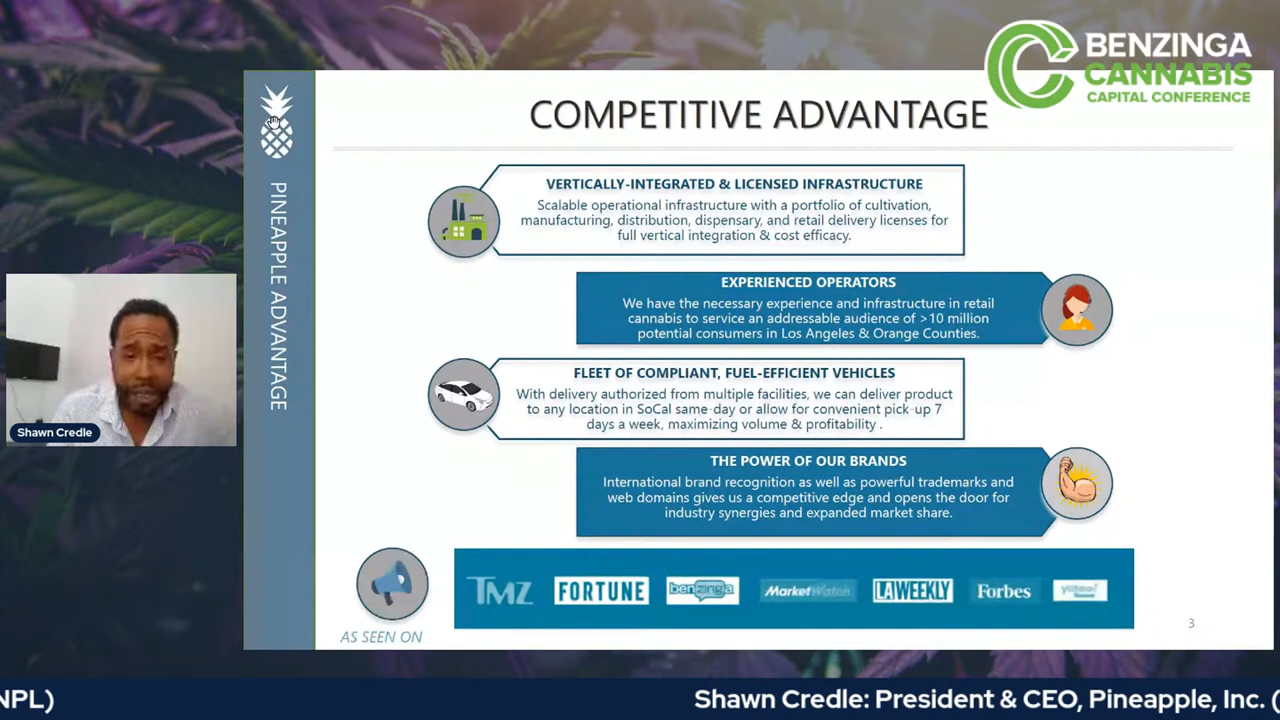 BENZINGA
CANNABIS
CAPITAL CONFERENCE
COMPETITIVE ADVANTAGE
PINEAPPLE ADVANTAGE
VERTICALLY-INTEGRATED & LICENSED INFRASTRUCTURE
Scalable operational infrastructure with a portfolio of cultivation,
manufacturing, distribution, dispensary, and retail delivery licenses for
full vertical integration & cost efficacy.
EXPERIENCED OPERATORS
We have the necessary experience and infrastructure in retail
cannabis to service an addressable audience of >10 million
potential consumers in Los Angeles & Orange Counties.
FLEET OF COMPLIANT, FUEL-EFFICIENT VEHICLES
With delivery authorized from multiple facilities, we can deliver product
to any location in SoCal same-day or allow for convenient pick-up 7
days a week, maximizing volume & profitability .
THE POWER OF OUR BRANDS
International brand recognition as well as powerful trademarks and
web domains gives us a competitive edge and opens the door for
industry synergies and expanded market share.
AS SEEN ON
TMZ FORTUNE benzinga MarketWatch LAWEEKLY Forbes
3
Shawn Credle
NPL) Shawn Credle: President & CEO, Pineapple, Inc. (